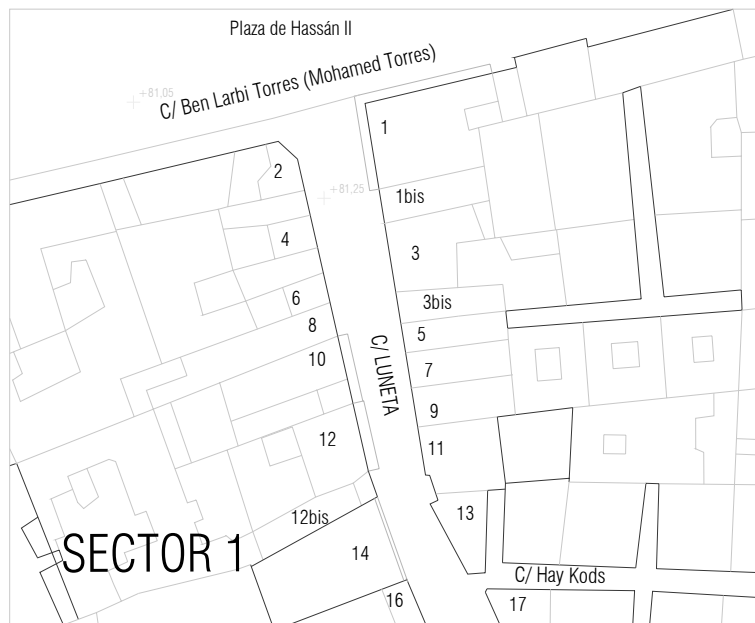 Plaza de Hassán II
+81,05
C/ Ben Larbi Torres (Mohamed Torres)
1
2
+81,25
1bis
4
3
6
3bis
8
5
10
C/ LUNETA
7
9
12
11
12bis
13
SECTOR 1
14
C/ Hay Kods
16
17